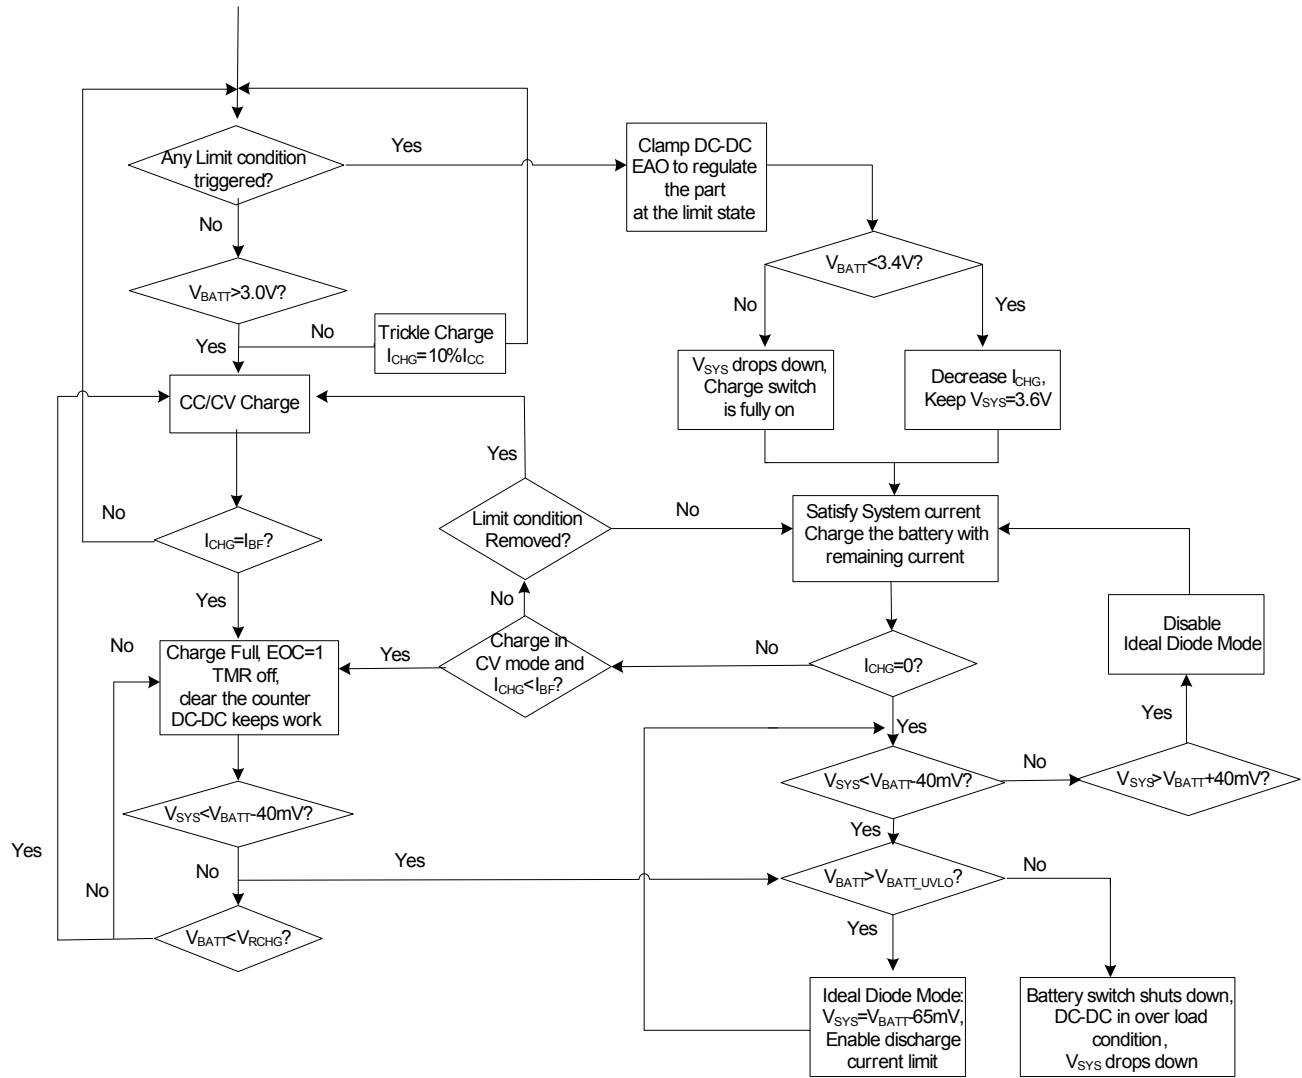 Any Limit condition
triggered?
Yes
Clamp DC-DC
EAO to regulate
the part
at the limit state
No
VBATT>3.0V?
VBATT<3.4V?
No
Yes
No
Trickle Charge
ICHG=10%ICC
Yes
CC/CV Charge
VSYS drops down,
Charge switch
is fully on
Decrease ICHG,
Keep VSYS=3.6V
Yes
No
ICHG=IBF?
Limit condition
Removed?
No
Satisfy System current
Charge the battery with
remaining current
Yes
No
Disable
Ideal Diode Mode
No
Charge Full, EOC=1
TMR off,
clear the counter
DC-DC keeps work
Yes
Charge in
CV mode and
ICHG<IBF?
No
ICHG=0?
Yes
Yes
VSYS<VBATT-40mV?
No
VSYS>VBATT+40mV?
VSYS<VBATT-40mV?
Yes
Yes
No
Yes
No
VBATT>VBATT_UVLO?
No
VBATT<VRCHG?
Yes
Ideal Diode Mode:
VSYS=VBATT-65mV,
Enable discharge
current limit
Battery switch shuts down,
DC-DC in over load
condition,
VSYS drops down